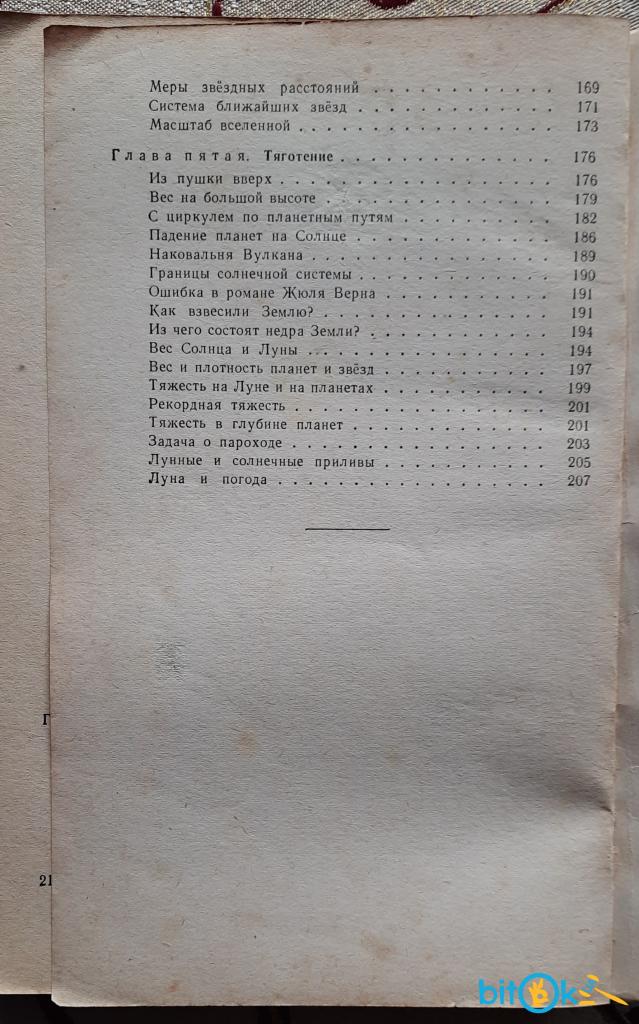 Меры звёздных расстояний . . . . . . . . . . . . 169
Система ближайших звёзд . . . . . . . . . . . . 171
Масштаб вселенной . . . . . . . . . . . . . . . . 173
Глава пятая. Тяготение . . . . . . . . . . . . . . 176
Из пушки вверх . . . . . . . . . . . . . . . . . 176
Вес на большой высоте . . . . . . . . . . . . . . 179
С циркулем по планетным путям . . . . . . . . . . 182
Падение планет на Солнце . . . . . . . . . . . . 186
Наковальня Вулкана . . . . . . . . . . . . . . . 189
Границы солнечной системы . . . . . . . . . . . . 190
Ошибка в романе Жюля Верна . . . . . . . . . . . 191
Как взвесили Землю? . . . . . . . . . . . . . . . 191
Из чего состоят недра Земли? . . . . . . . . . . . 194
Вес Солнца и Луны . . . . . . . . . . . . . . . 194
Вес и плотность планет и звёзд . . . . . . . . . . 197
Тяжесть на Луне и на планетах . . . . . . . . . . 199
Рекордная тяжесть . . . . . . . . . . . . . . . . 201
Тяжесть в глубине планет . . . . . . . . . . . . 201
Задача о пароходе . . . . . . . . . . . . . . . . 203
Лунные и солнечные приливы . . . . . . . . . . . 205
Луна и погода . . . . . . . . . . . . . . . . . 207
Г
21
bitok